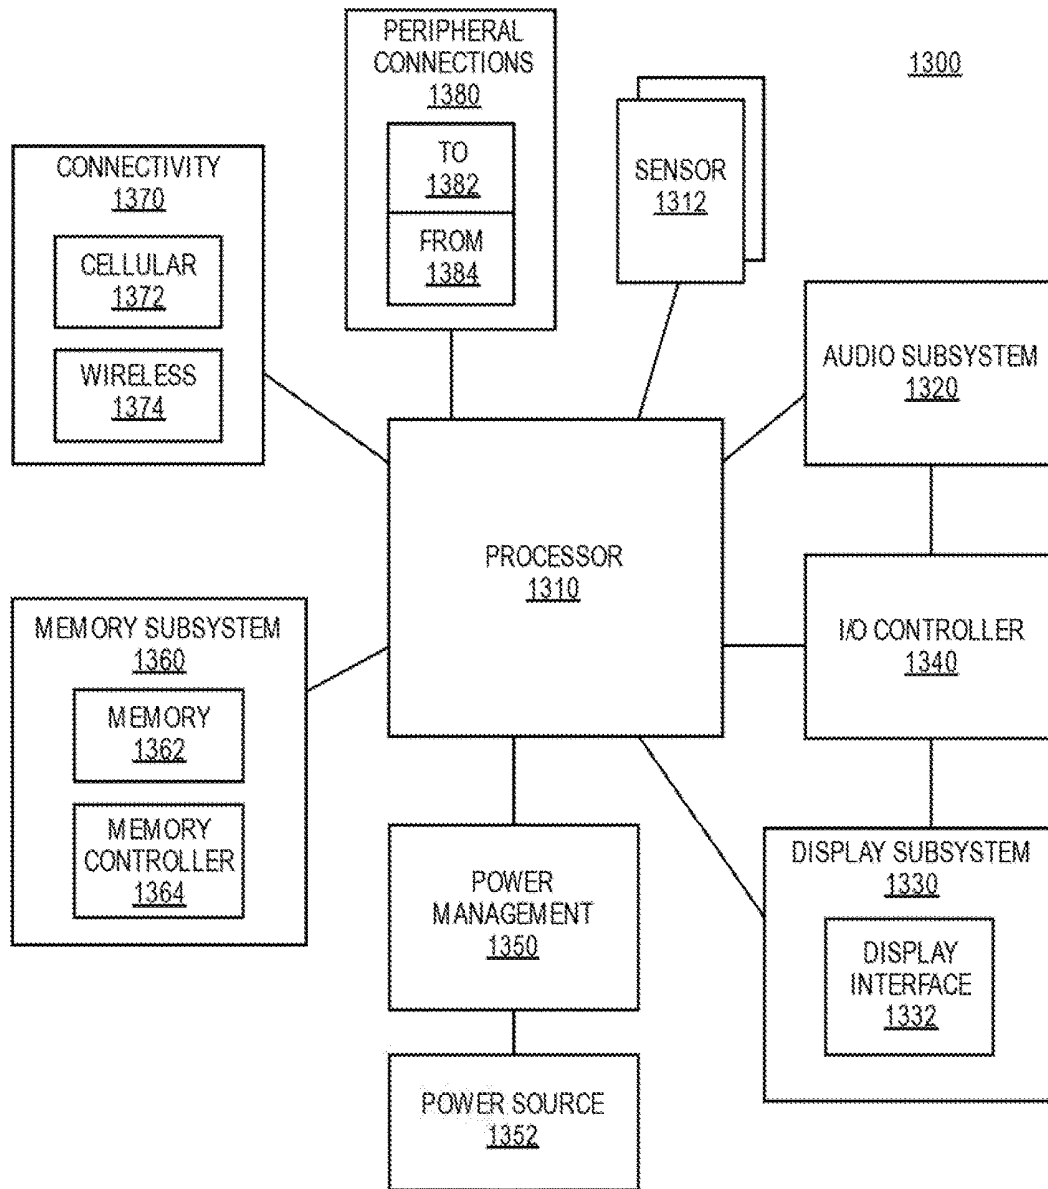 PERIPHERAL
CONNECTIONS
1380
TO
1382
FROM
1384
1300
SENSOR
1312
CONNECTIVITY
1370
CELLULAR
1372
WIRELESS
1374
AUDIO SUBSYSTEM
1320
PROCESSOR
1310
I/O CONTROLLER
1340
MEMORY SUBSYSTEM
1360
MEMORY
1362
MEMORY
CONTROLLER
1364
POWER
MANAGEMENT
1350
DISPLAY SUBSYSTEM
1330
DISPLAY
INTERFACE
1332
POWER SOURCE
1352